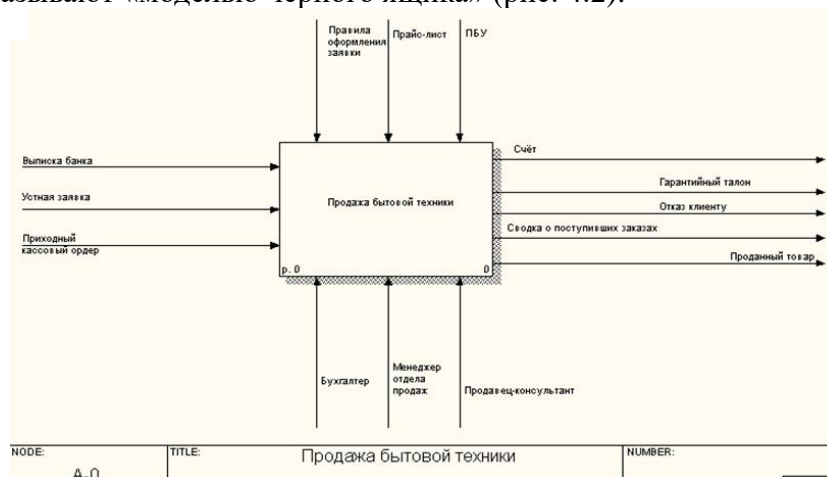 зывают «моделью черного ящика» (рис. 4.2).
Правила
оформления
заявки
Прайс-лист
ПБУ
Выписка банка
Устная заявка
Приходный
кассовый ордер
Продажа бытовой техники
р.0
0
Счёт
Гарантийный талон
Отказ клиенту
Сводка о поступивших заказах
Проданный товар
Бухгалтер
Менеджер
отдела
продаж
Продавец-консультант
NODE:
A-0
TITLE:
Продажа бытовой техники
NUMBER: